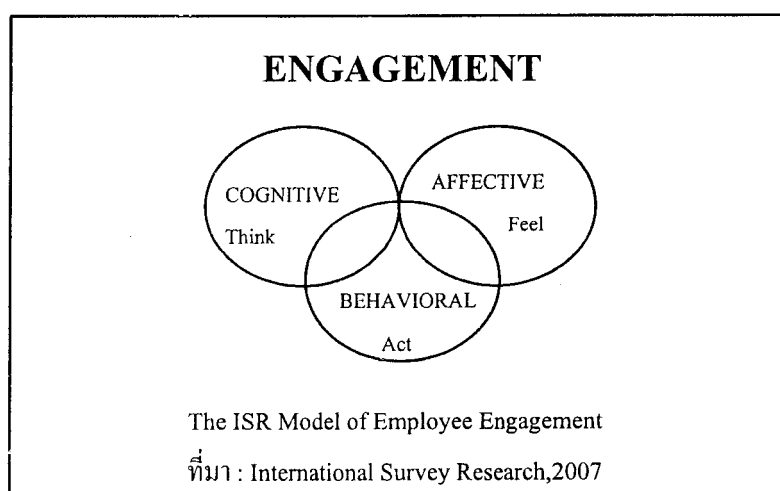 ENGAGEMENT
COGNITIVE
Think
AFFECTIVE
Feel
BEHAVIORAL
Act
The ISR Model of Employee Engagement
ที่มา : International Survey Research,2007